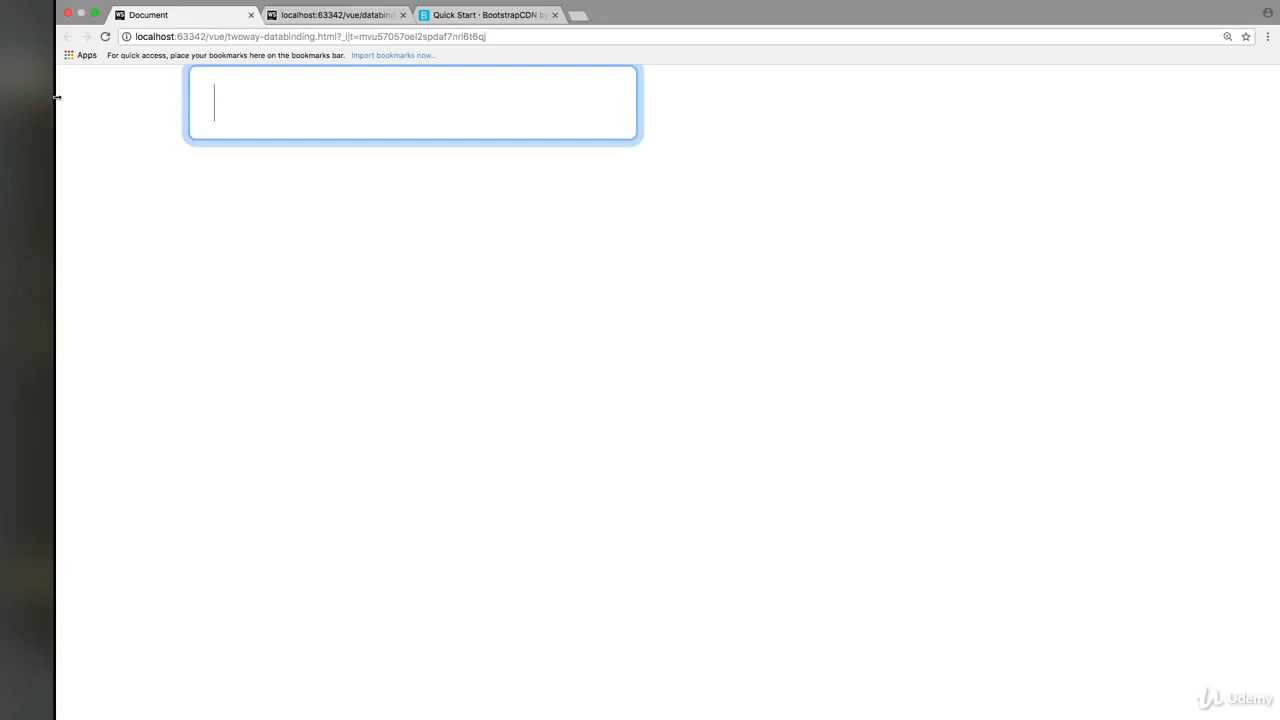 Document
localhost:63342/vue/databind
Quick Start · BootstrapCDN by
localhost:63342/vue/twoway-databinding.html?_ijt=mvu57057oel2spdaf7nrl6t6qj
Apps
For quick access, place your bookmarks here on the bookmarks bar.
Import bookmarks now...
Udemy